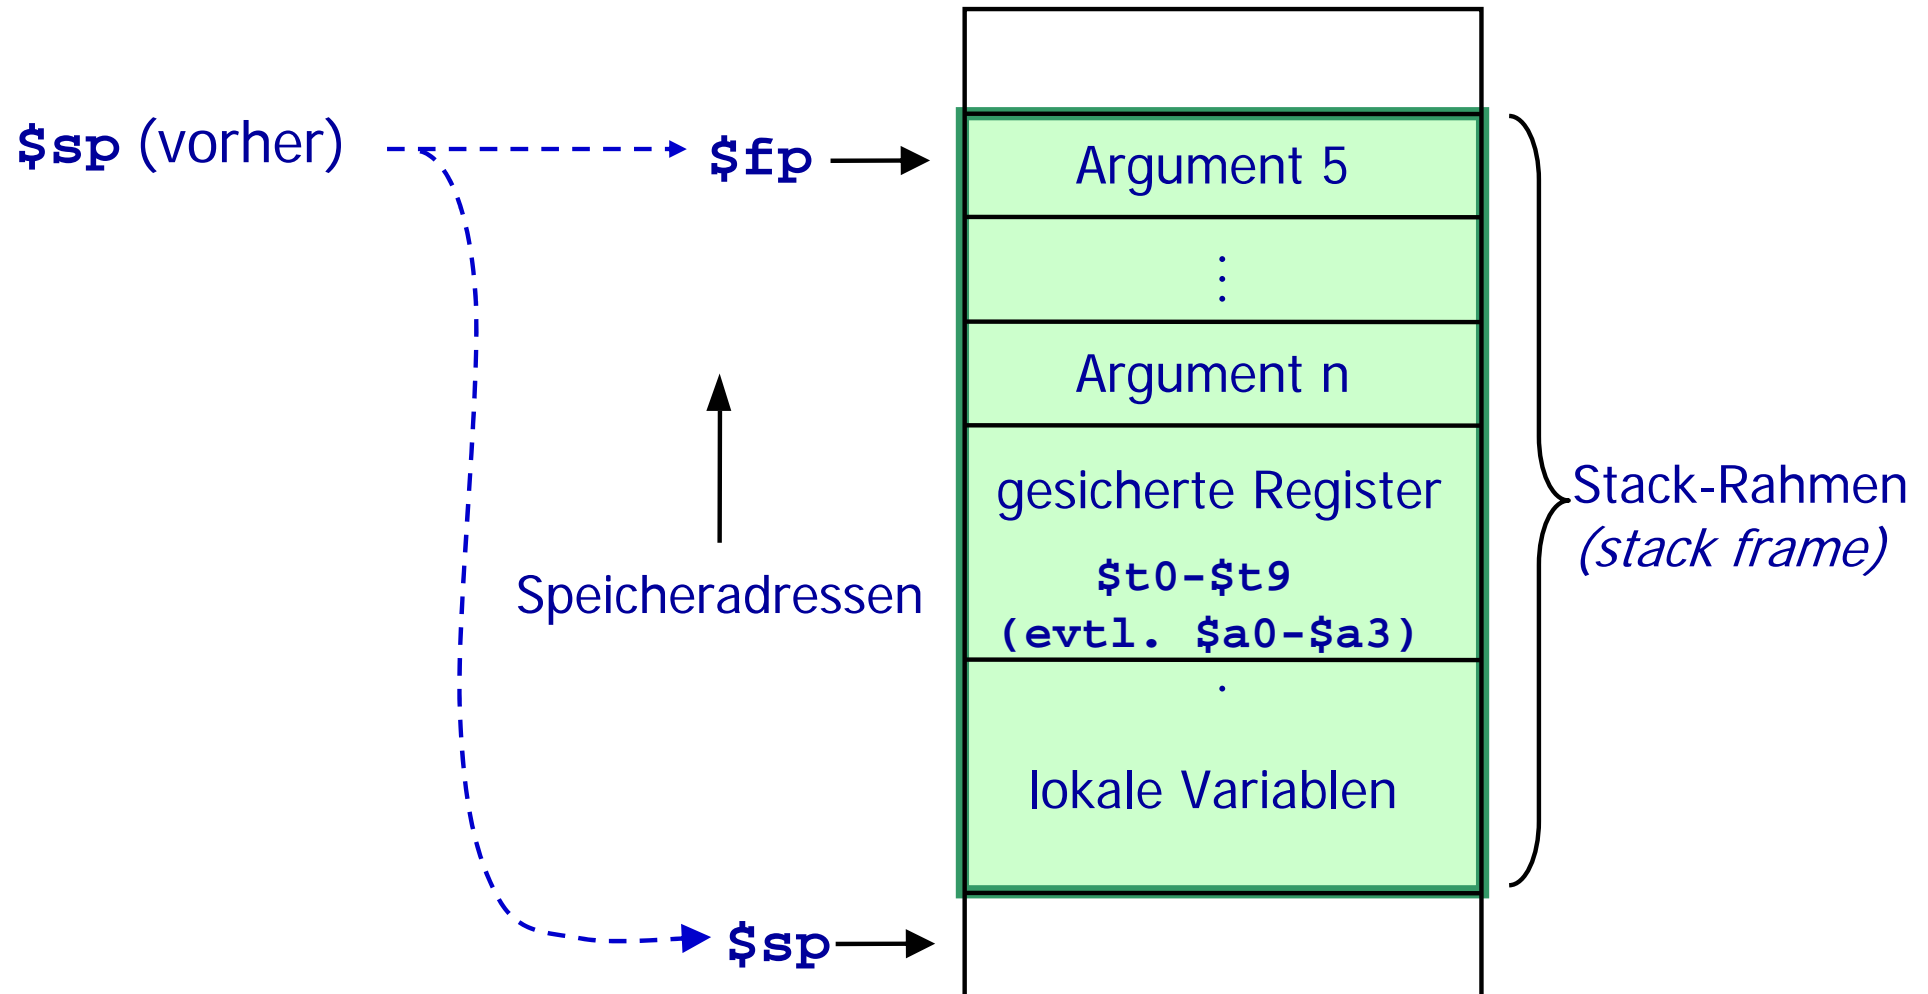 $sp (vorher)
$fp
Argument 5
⋮
Argument n
gesicherte Register
$t0-$t9
(evtl. $a0-$a3)
.
lokale Variablen
Speicheradressen
$sp
Stack-Rahmen
(stack frame)